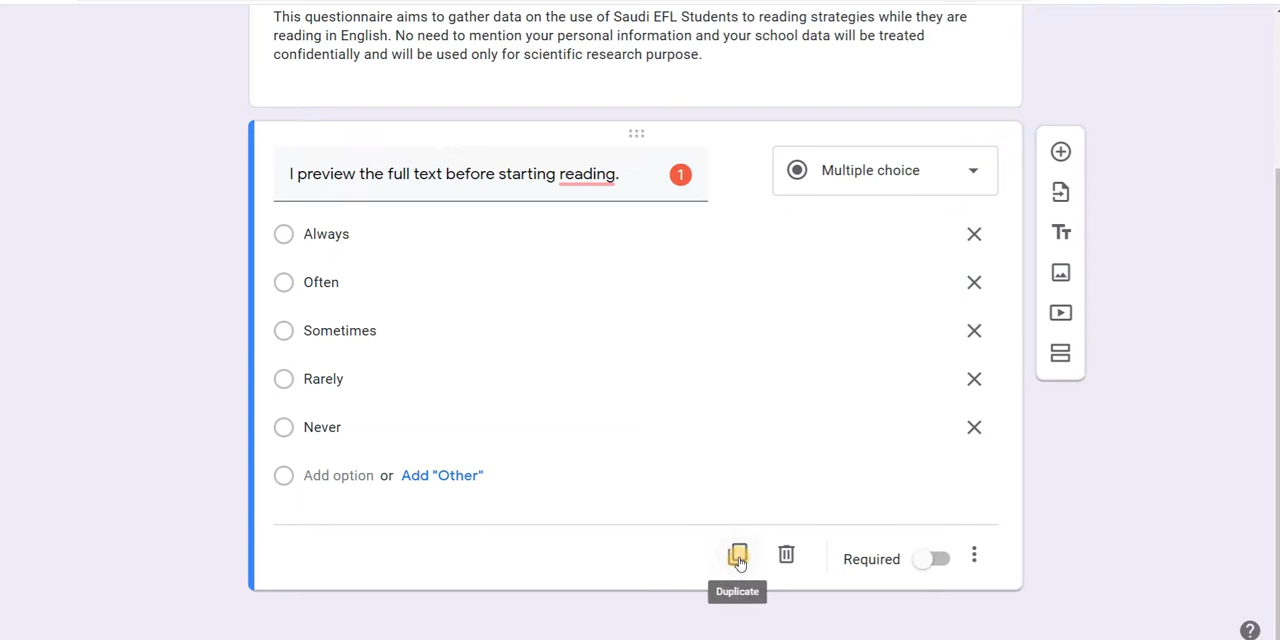 This questionnaire aims to gather data on the use of Saudi EFL Students to reading strategies while they are
reading in English. No need to mention your personal information and your school data will be treated
confidentially and will be used only for scientific research purpose.
I preview the full text before starting reading.
1
Multiple choice
Always
Often
Sometimes
Rarely
Never
Add option or Add "Other"
Required
Duplicate